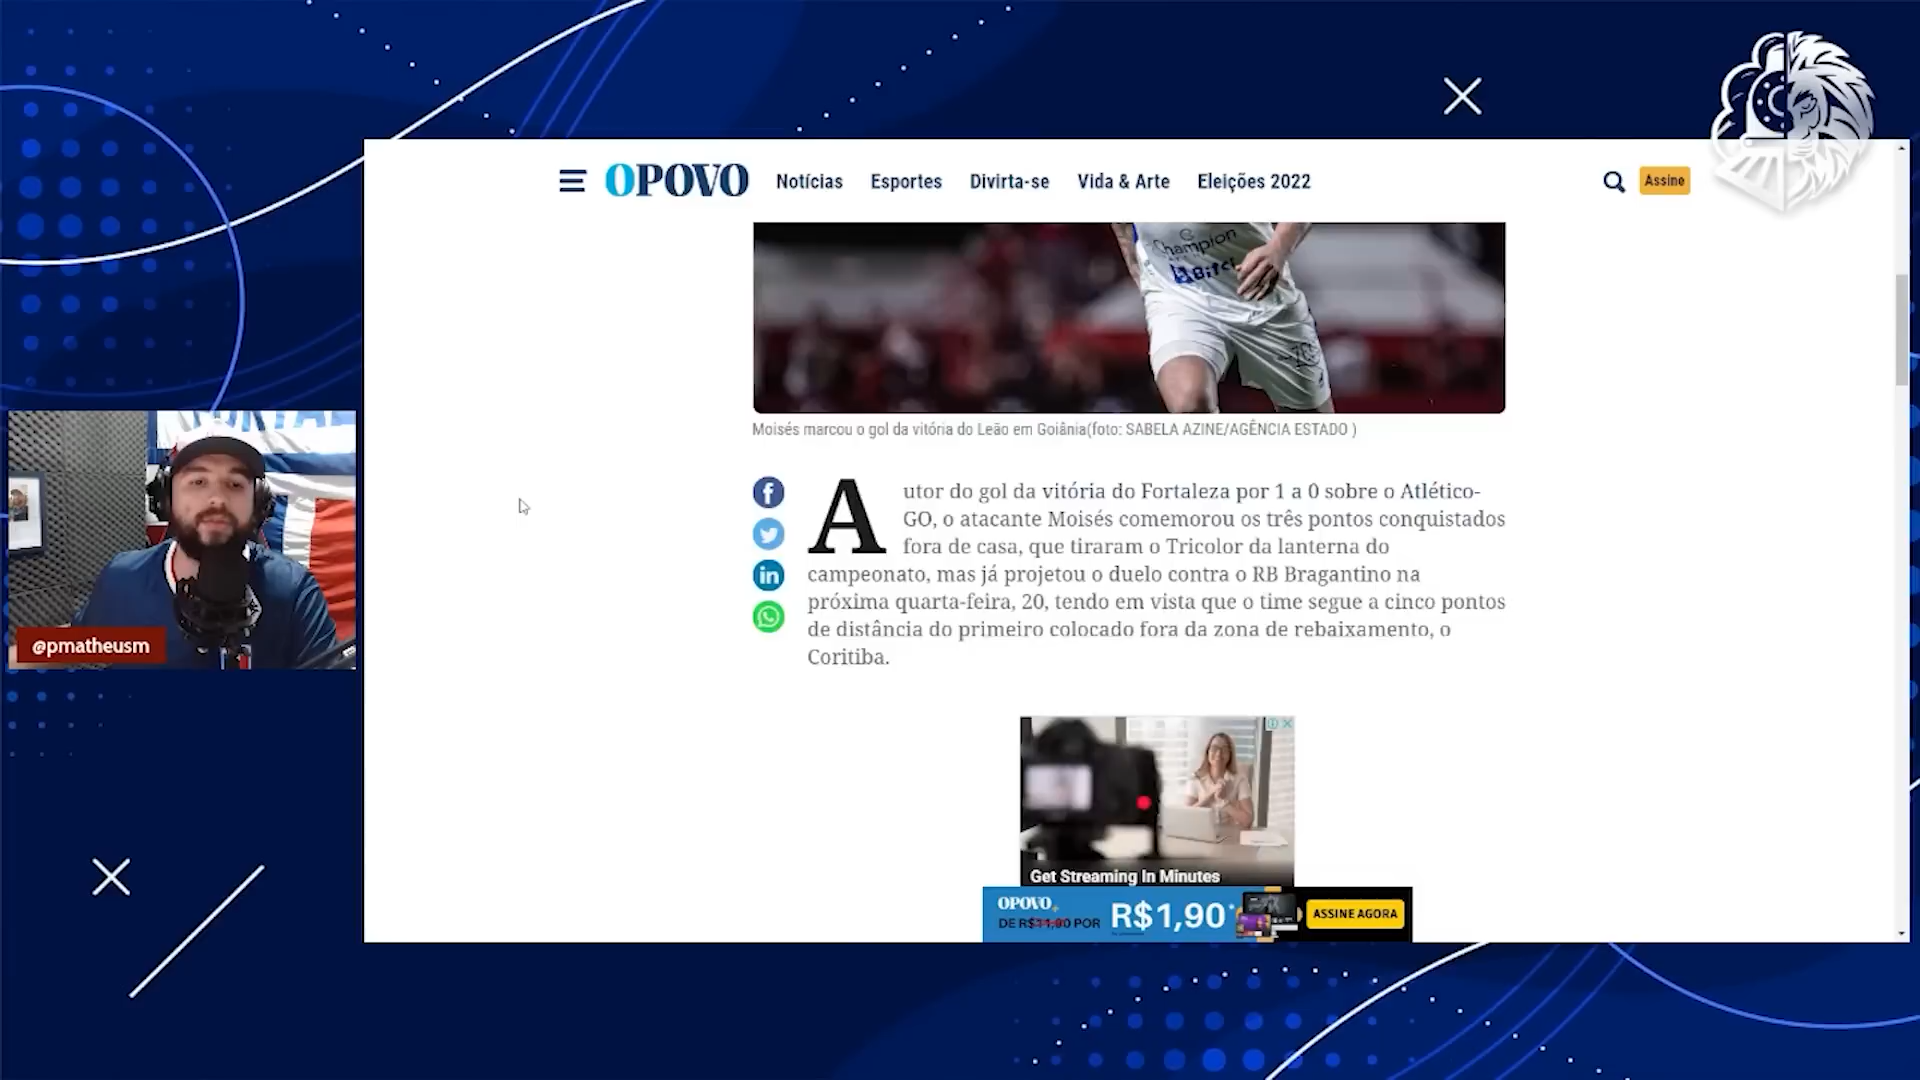 OPOVO
Notícias
Esportes
Divirta-se
Vida & Arte
Eleições 2022
Assine
Champion
Moisés marcou o gol da vitória do Leão em Goiânia(foto: SABELA AZINE/AGÊNCIA ESTADO )
Autor do gol da vitória do Fortaleza por 1 a 0 sobre o Atlético-
GO, o atacante Moisés comemorou os três pontos conquistados
fora de casa, que tiraram o Tricolor da lanterna do
campeonato, mas já projetou o duelo contra o RB Bragantino na
próxima quarta-feira, 20, tendo em vista que o time segue a cinco pontos
de distância do primeiro colocado fora da zona de rebaixamento, o
Coritiba.
@pmatheusm
Get Streaming In Minutes
OPOVO+
DE R$ POR
R$1,90*
ASSINE AGORA